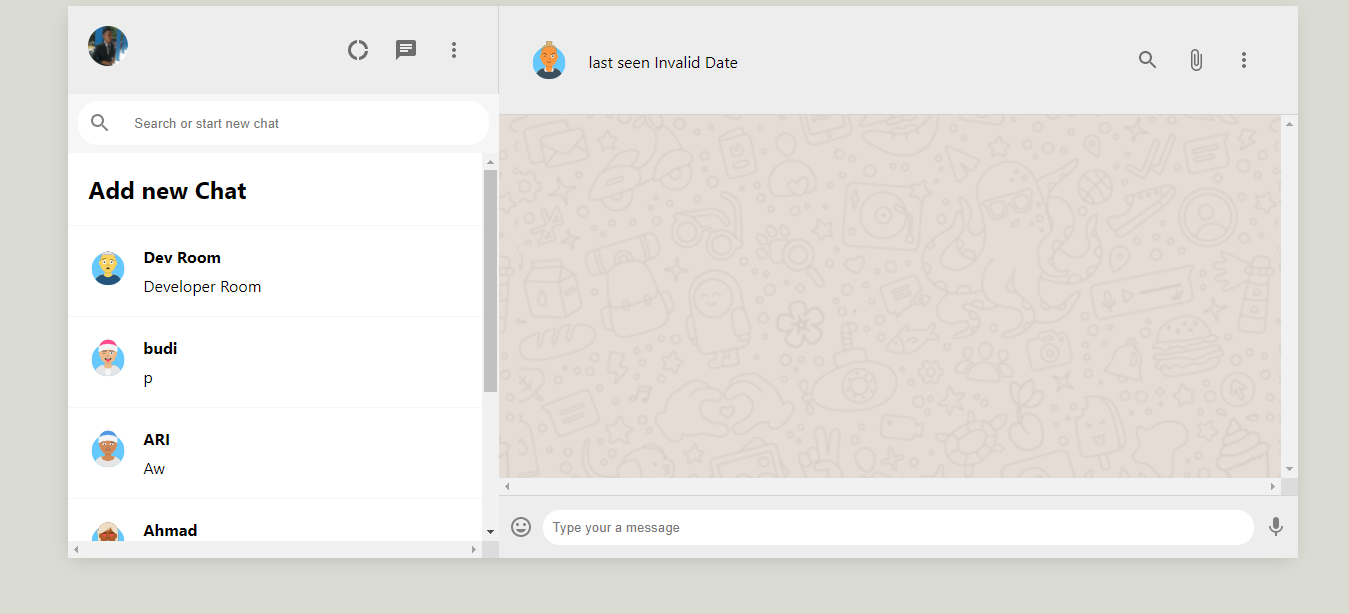 last seen Invalid Date
Search or start new chat
Add new Chat
Dev Room
Developer Room
budi
p
ARI
Aw
Ahmad
Type your a message